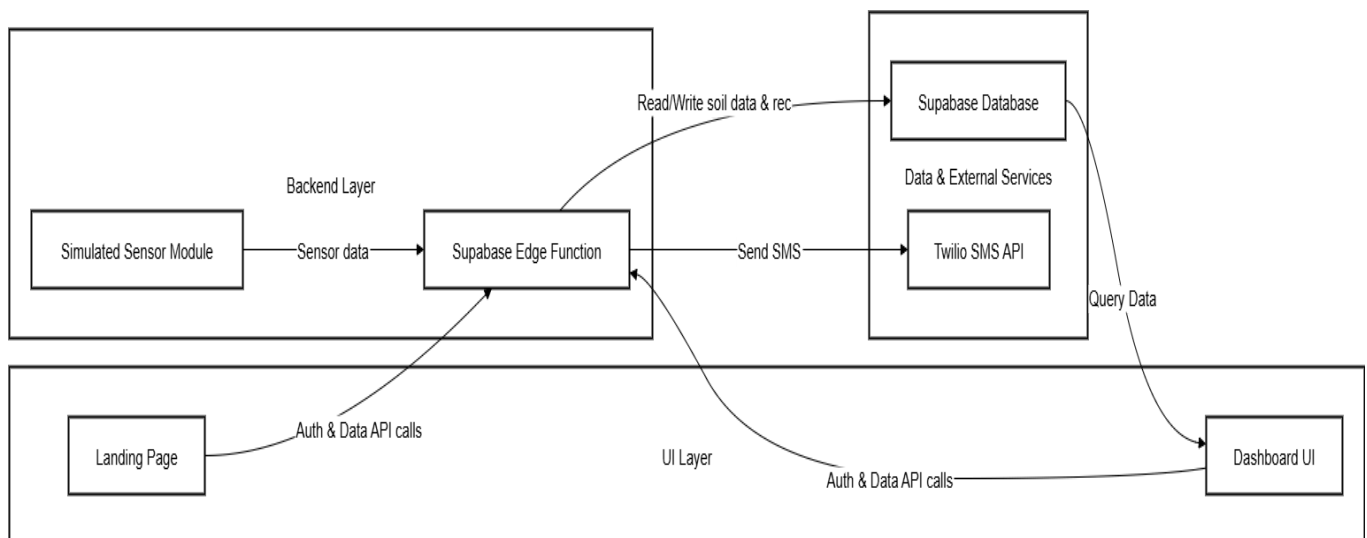 Supabase Database
Read/Write soil data & rec
Data & External Services
Backend Layer
Simulated Sensor Module
Sensor data
Supabase Edge Function
Send SMS
Twilio SMS API
Query Data
Landing Page
Auth & Data API calls
UI Layer
Auth & Data API calls
Dashboard UI